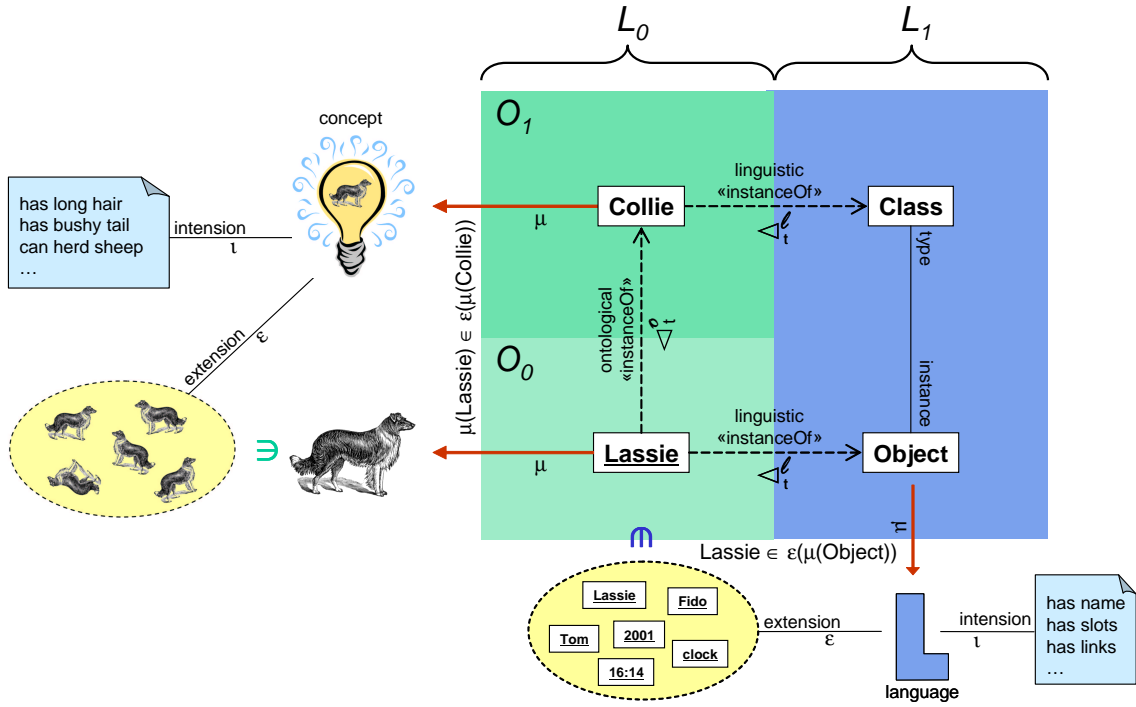 L0
L1
O1
concept
linguistic
«instanceOf»
has long hair
has bushy tail
can herd sheep
…
intension
ι
μ
Collie
ℓ
t
Class
type
extension
ε
μ(Lassie) ∈ ε(μ(Collie))
ontological
«instanceOf»
o
t
O0
instance
linguistic
«instanceOf»
∋
μ
Lassie
ℓ
t
Object
μ
∈
Lassie ∈ ε(μ(Object))
Lassie
Fido
Tom
2001
clock
16:14
extension
ε
intension
ι
language
has name
has slots
has links
…